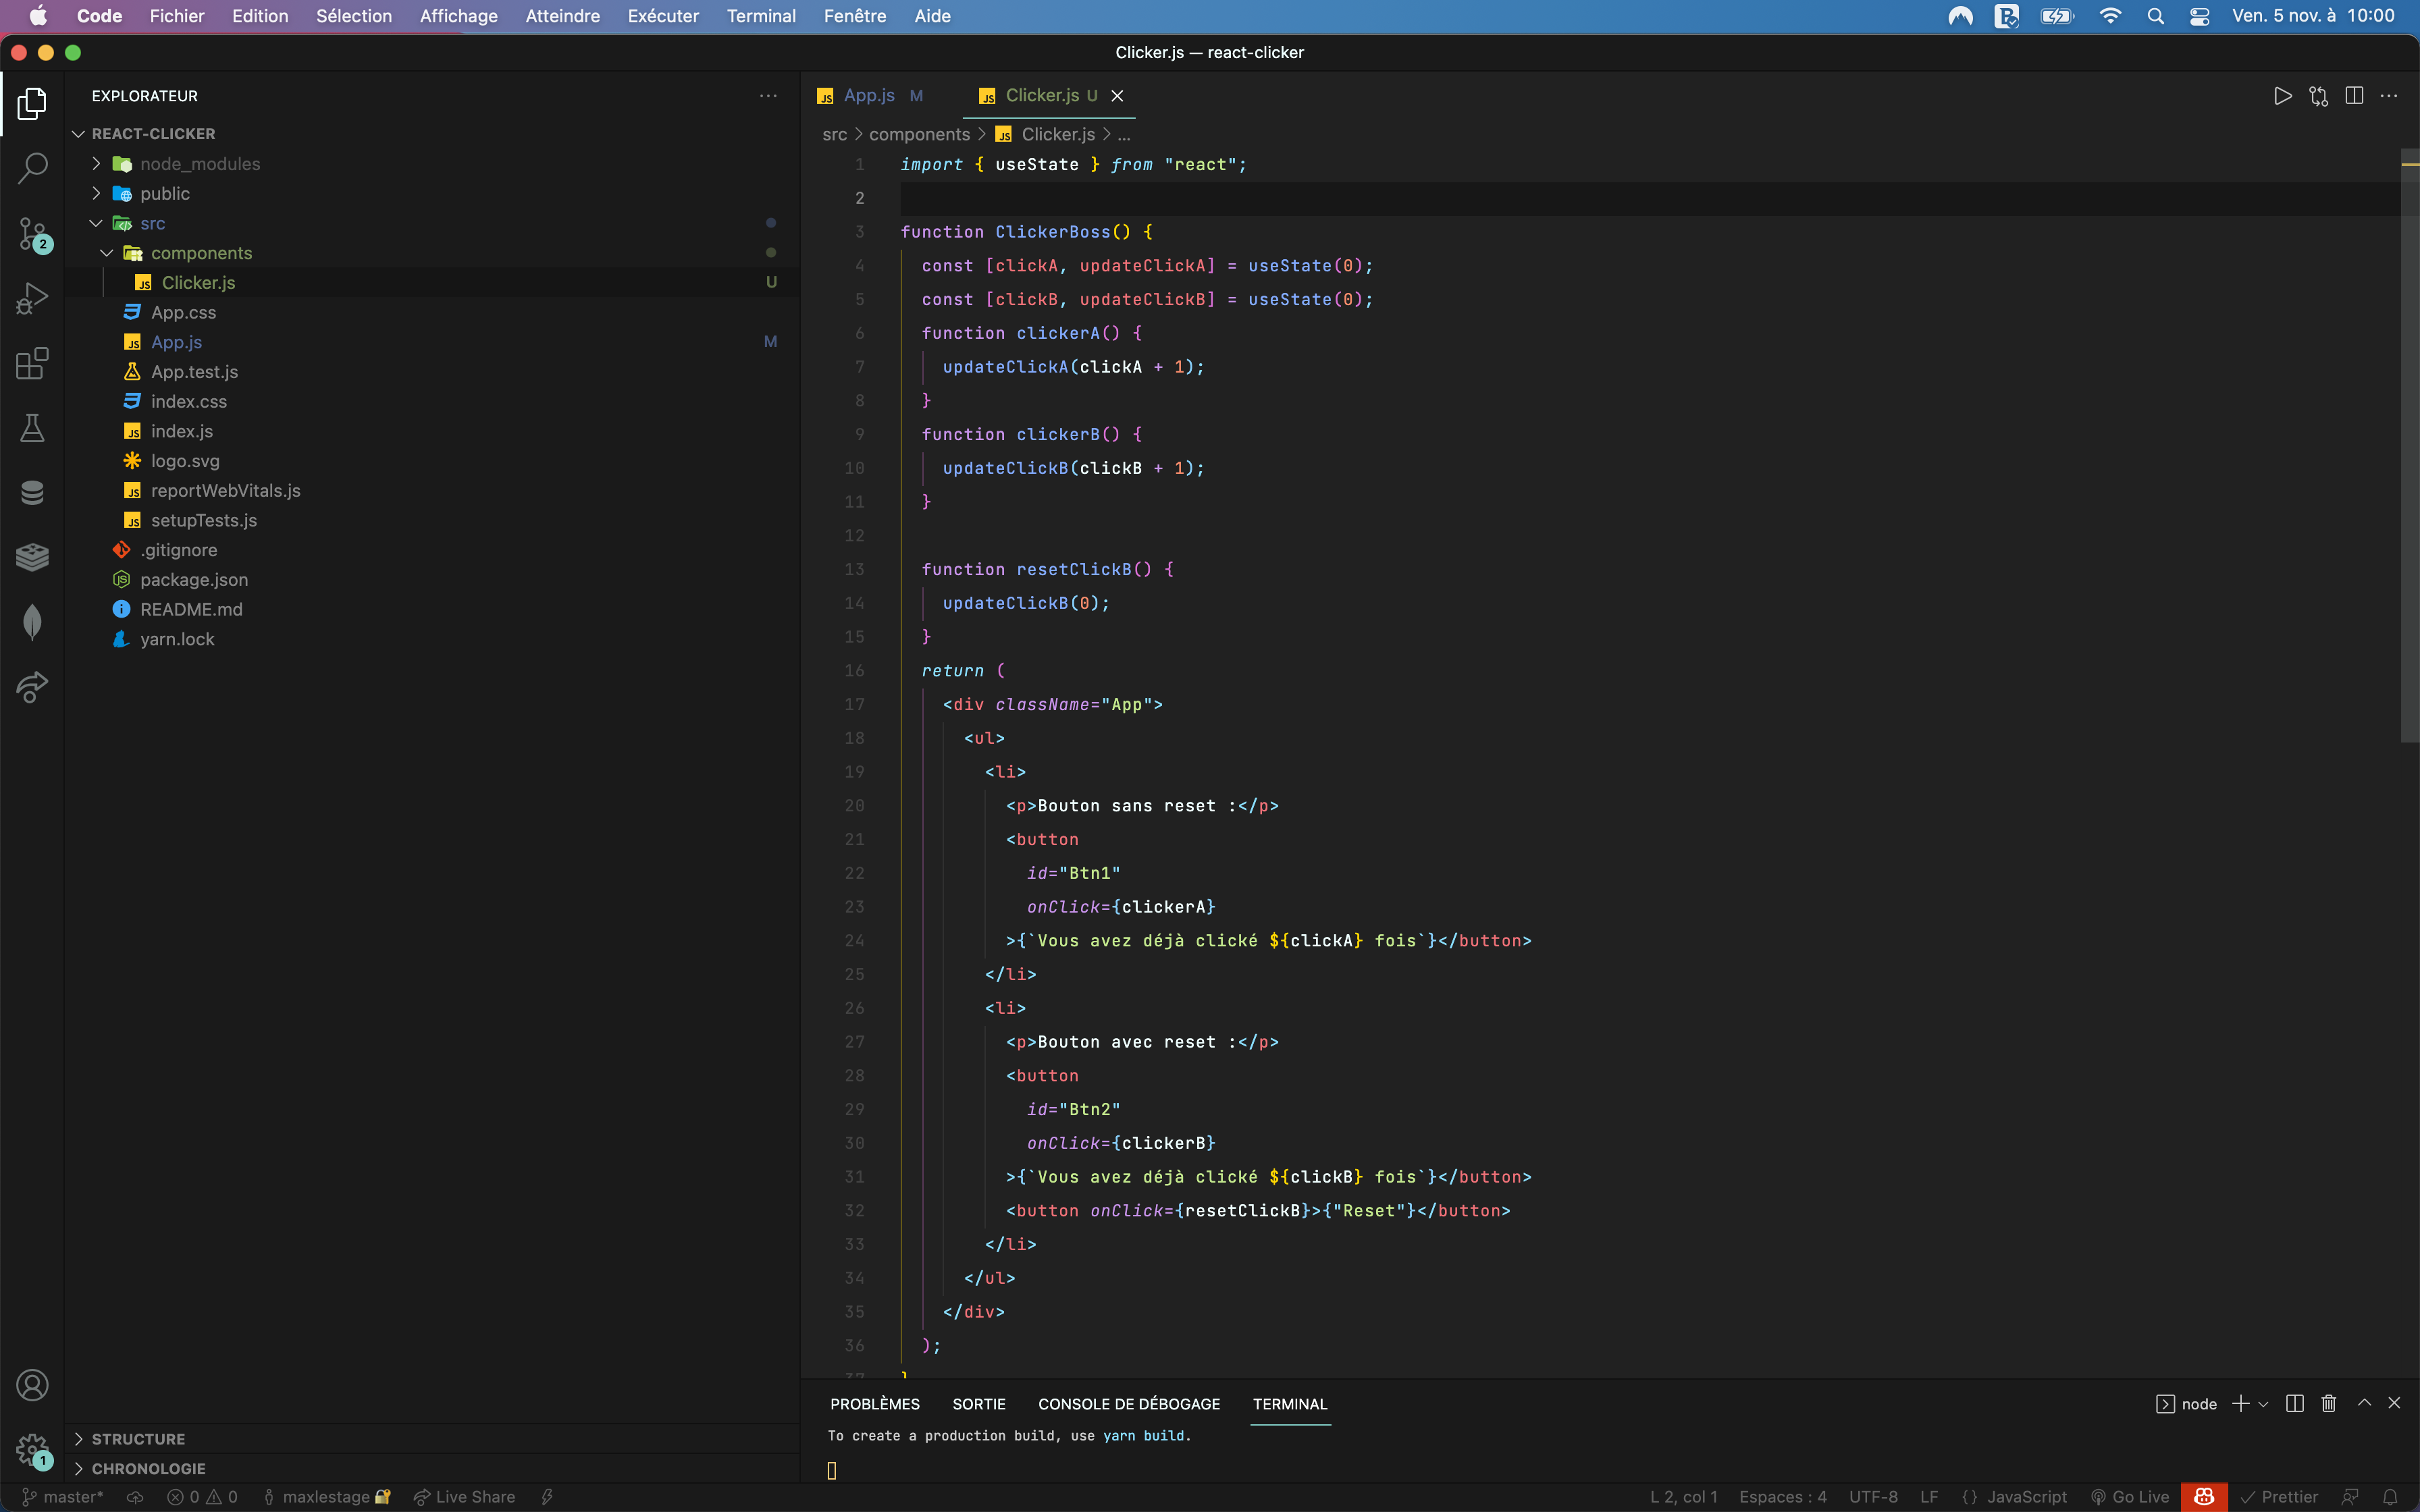 Code Fichier Edition Sélection Affichage Atteindre Exécuter Terminal Fenêtre Aide Ven. 5 nov. à 10:00
Clicker.js — react-clicker
EXPLORATEUR
REACT-CLICKER
node_modules
public
src
components
Clicker.js U
App.css
App.js M
App.test.js
index.css
index.js
logo.svg
reportWebVitals.js
setupTests.js
.gitignore
package.json
README.md
yarn.lock
STRUCTURE
CHRONOLOGIE
2
1
App.js M Clicker.js U
src > components > Clicker.js > ...
1 import { useState } from "react";
2
3 function ClickerBoss() {
4 const [clickA, updateClickA] = useState(0);
5 const [clickB, updateClickB] = useState(0);
6 function clickerA() {
7 updateClickA(clickA + 1);
8 }
9 function clickerB() {
10 updateClickB(clickB + 1);
11 }
12
13 function resetClickB() {
14 updateClickB(0);
15 }
16 return (
17 <div className="App">
18 <ul>
19 <li>
20 <p>Bouton sans reset :</p>
21 <button
22 id="Btn1"
23 onClick={clickerA}
24 >{`Vous avez déjà clické ${clickA} fois`}</button>
25 </li>
26 <li>
27 <p>Bouton avec reset :</p>
28 <button
29 id="Btn2"
30 onClick={clickerB}
31 >{`Vous avez déjà clické ${clickB} fois`}</button>
32 <button onClick={resetClickB}>{"Reset"}</button>
33 </li>
34 </ul>
35 </div>
36 );
37 }
PROBLÈMES SORTIE CONSOLE DE DÉBOGAGE TERMINAL node
To create a production build, use yarn build.
master* 0 0 maxlestage Live Share L 2, col 1 Espaces : 4 UTF-8 LF {} JavaScript Go Live Prettier